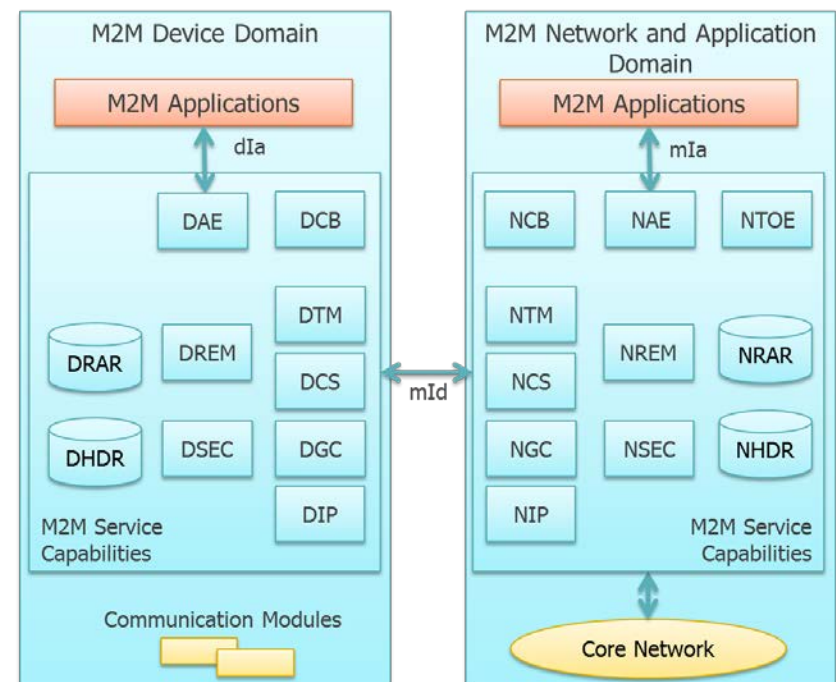 M2M Device Domain
M2M Applications
dIa
DAE
DCB
DTM
DRAR
DREM
DCS
DHDR
DSEC
DGC
DIP
M2M Service
Capabilities
Communication Modules
mId
M2M Network and Application
Domain
M2M Applications
mIa
NCB
NAE
NTOE
NTM
NREM
NRAR
NCS
NGC
NSEC
NHDR
NIP
M2M Service
Capabilities
Core Network